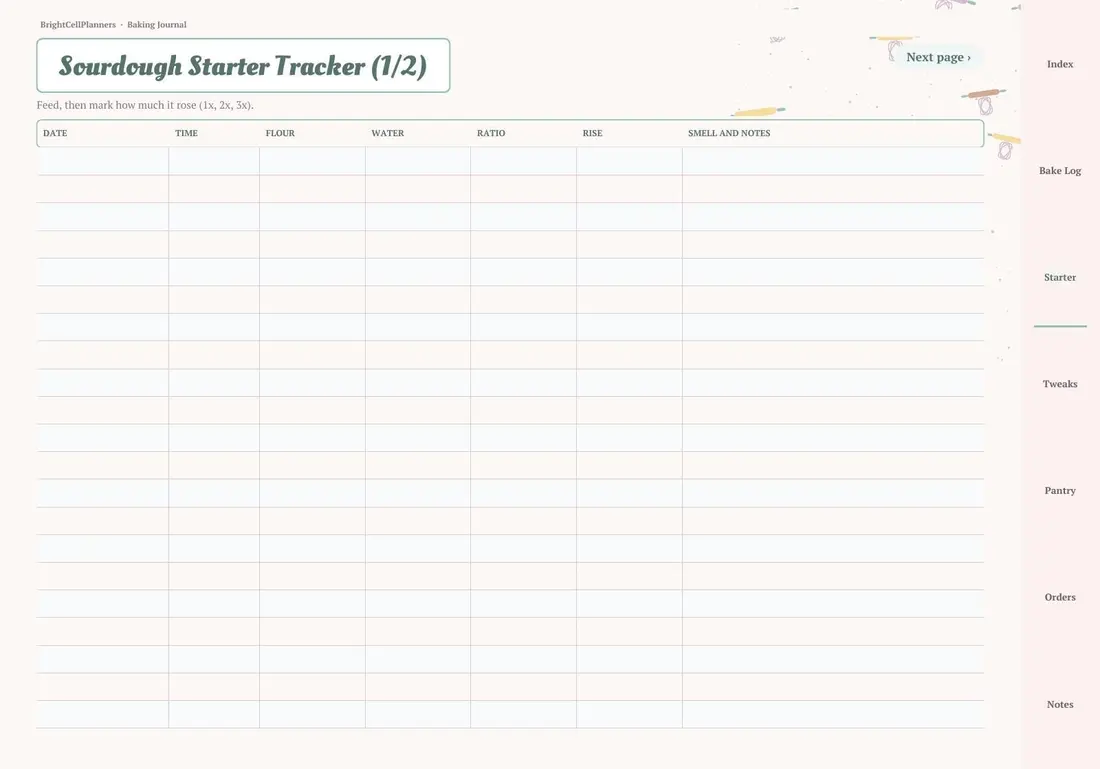 BrightCellPlanners · Baking Journal
Sourdough Starter Tracker (1/2)
Next page ›
Feed, then mark how much it rose (1x, 2x, 3x).
DATE TIME FLOUR WATER RATIO RISE SMELL AND NOTES
Index
Bake Log
Starter
Tweaks
Pantry
Orders
Notes